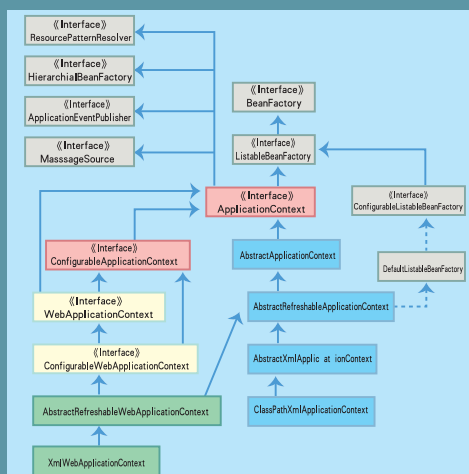 《Interface》
ResourcePatternResolver
《Interface》
HierarchialBeanFactory
《Interface》
ApplicationEventPublisher
《Interface》
MasssageSource
《Interface》
BeanFactory
《Interface》
ListableBeanFactory
《Interface》
ApplicationContext
《Interface》
ConfigurableListableBeanFactory
《Interface》
ConfigurableApplicationContext
AbstractApplicationContext
DefaultListableBeanFactory
《Interface》
WebApplicationContext
AbstractRefreshableApplicationContext
《Interface》
ConfigurableWebApplicationContext
AbstractXmlApplic at ionContext
AbstractRefreshableWebApplicationContext
ClassPathXmlApplicationContext
XmlWebApplicationContext